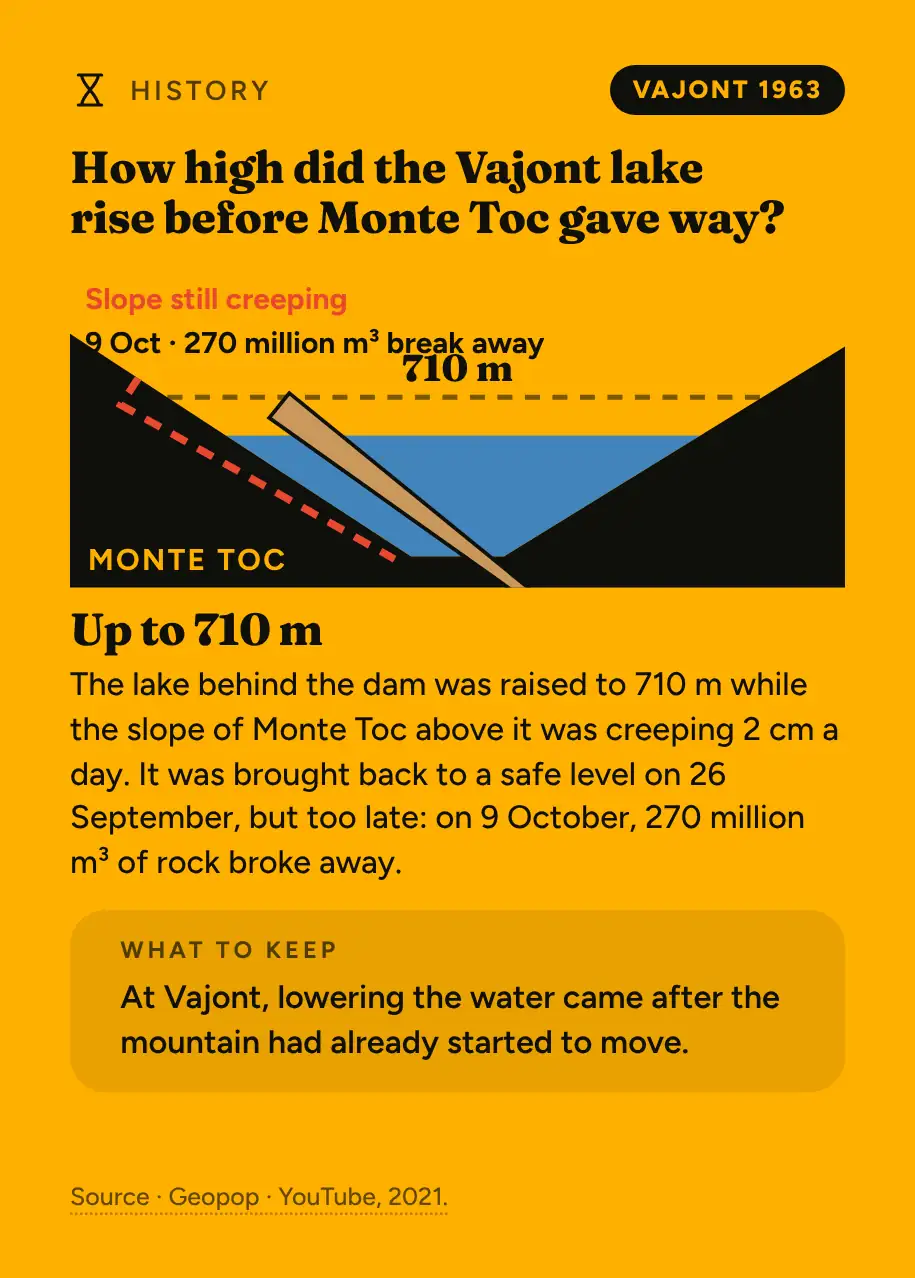 HISTORY
VAJONT 1963
How high did the Vajont lake
rise before Monte Toc gave way?
Slope still creeping
9 Oct · 270 million m³ break away
710 m
MONTE TOC
Up to 710 m
The lake behind the dam was raised to 710 m while
the slope of Monte Toc above it was creeping 2 cm a
day. It was brought back to a safe level on 26
September, but too late: on 9 October, 270 million
m³ of rock broke away.
WHAT TO KEEP
At Vajont, lowering the water came after the
mountain had already started to move.
Source · Geopop · YouTube, 2021.